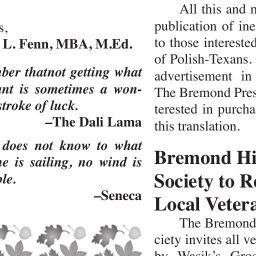 s,
L. Fenn, MBA, M.Ed.
ber thatnot getting what
nt is sometimes a won-
stroke of luck.
–The Dali Lama
does not know to what
e is sailing, no wind is
ble.
–Seneca
All this and m
publication of ine
to those interested
of Polish-Texans.
advertisement in
The Bremond Pres
terested in purcha
this translation.
Bremond Hi
Society to Re
Local Vetera
The Bremond
ciety invites all ve
by Wasik's Groc